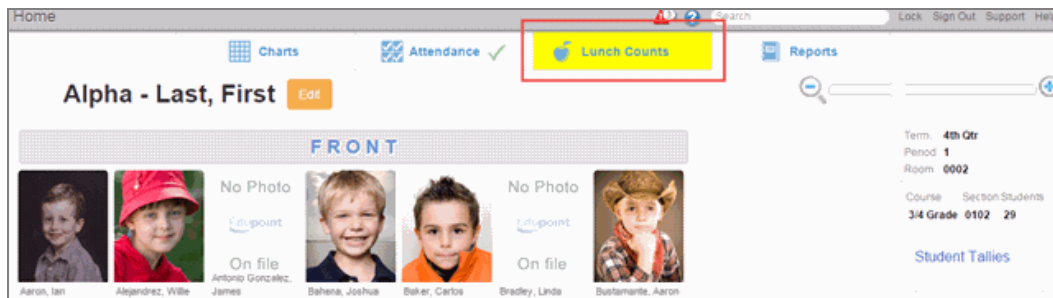 Home
Search
Lock Sign Out Support Help
Charts
Attendance
Lunch Counts
Reports
Alpha - Last, First
Edit
FRONT
Term. 4th Qtr
Period 1
Room 0002
Course Section Students
3/4 Grade 0102 29
Student Tallies
No Photo
Edupoint
On file
No Photo
Edupoint
On file
Aaron, Ian
Alejandrez, Willie
Antonio Gonzalez,
James
Bahena, Joshua
Baker, Carlos
Bradley, Linda
Bustamante, Aaron